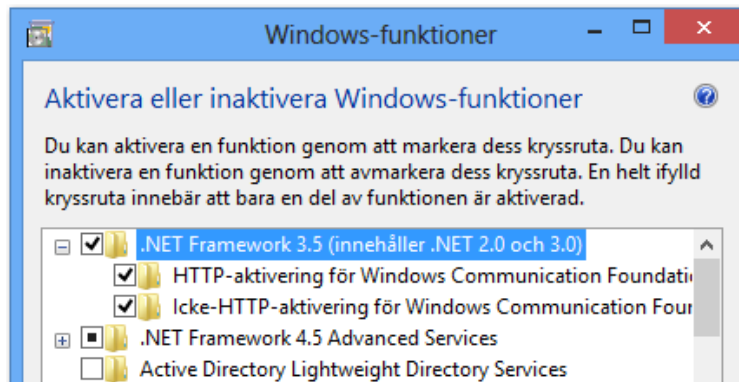 Windows-funktioner
Aktivera eller inaktivera Windows-funktioner
Du kan aktivera en funktion genom att markera dess kryssruta. Du kan
inaktivera en funktion genom att avmarkera dess kryssruta. En helt ifylld
kryssruta innebär att bara en del av funktionen är aktiverad.
.NET Framework 3.5 (innehåller .NET 2.0 och 3.0)
HTTP-aktivering för Windows Communication Foundatio
Icke-HTTP-aktivering för Windows Communication Four
.NET Framework 4.5 Advanced Services
Active Directory Lightweight Directory Services